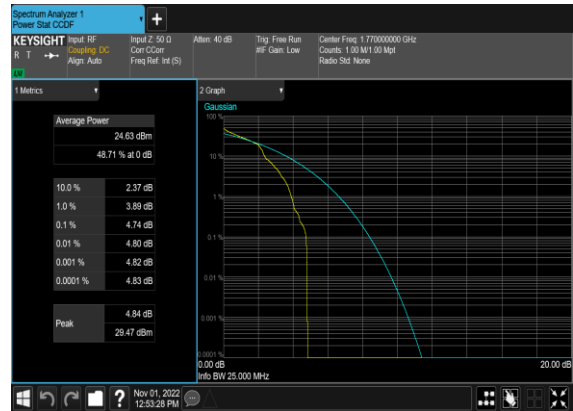 Spectrum Analyzer 1
Power Stat CCDF
+
KEYSIGHT
R T
LW
Input: RF
Coupling: DC
Align: Auto
Input Z: 50 Ω
Corr CCorr
Freq Ref: Int (S)
Atten: 40 dB
Trig: Free Run
#IF Gain: Low
Center Freq: 1.770000000 GHz
Counts: 1.00 M/1.00 Mpt
Radio Std: None
1 Metrics
Average Power
24.63 dBm
48.71 % at 0 dB
10.0 % 2.37 dB
1.0 % 3.89 dB
0.1 % 4.74 dB
0.01 % 4.80 dB
0.001 % 4.82 dB
0.0001 % 4.83 dB
Peak
4.84 dB
29.47 dBm
2 Graph
Gaussian
100 %
10 %
1 %
0.1 %
0.01 %
0.001 %
0.0001 %
0.00 dB 20.00 dB
Info BW 25.000 MHz
?
Nov 01, 2022
12:53:28 PM